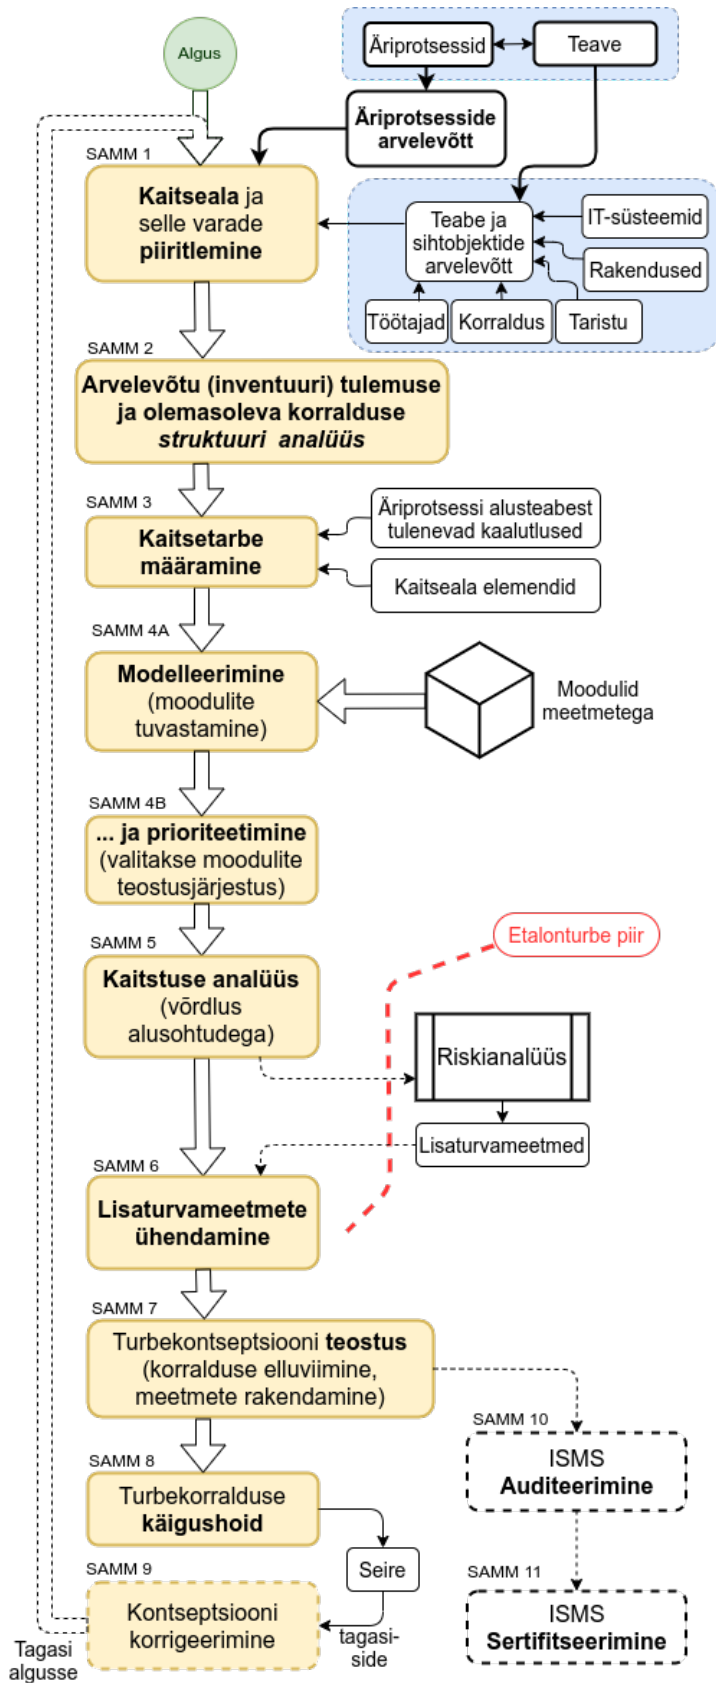 Algus
Äriprotsessid
Teave
Äriprotsesside
arvelevõtt
SAMM 1
Kaitseala ja
selle varade
piiritlemine
Teabe ja
sihtobjektide
arvelevõtt
IT-süsteemid
Rakendused
Töötajad
Korraldus
Taristu
SAMM 2
Arvelevõtu (inventuuri) tulemuse
ja olemasoleva korralduse
struktuuri analüüs
SAMM 3
Kaitsetarbe
määramine
Äriprotsessi alusteabest
tulenevad kaalutlused
Kaitseala elemendid
SAMM 4A
Modelleerimine
(moodulite
tuvastamine)
Moodulid
meetmetega
SAMM 4B
... ja prioriteetimine
(valitakse moodulite
teostusjärjestus)
Etalonturbe piir
SAMM 5
Kaitstuse analüüs
(võrdlus
alusohtudega)
Riskianalüüs
Lisaturvameetmed
SAMM 6
Lisaturvameetmete
ühendamine
SAMM 7
Turbekontseptsiooni teostus
(korralduse elluviimine,
meetmete rakendamine)
SAMM 8
Turbekorralduse
käigushoid
SAMM 10
ISMS
Auditeerimine
Seire
SAMM 9
Kontseptsiooni
korrigeerimine
tagasi-
side
SAMM 11
ISMS
Sertifitseerimine
Tagasi
algusse